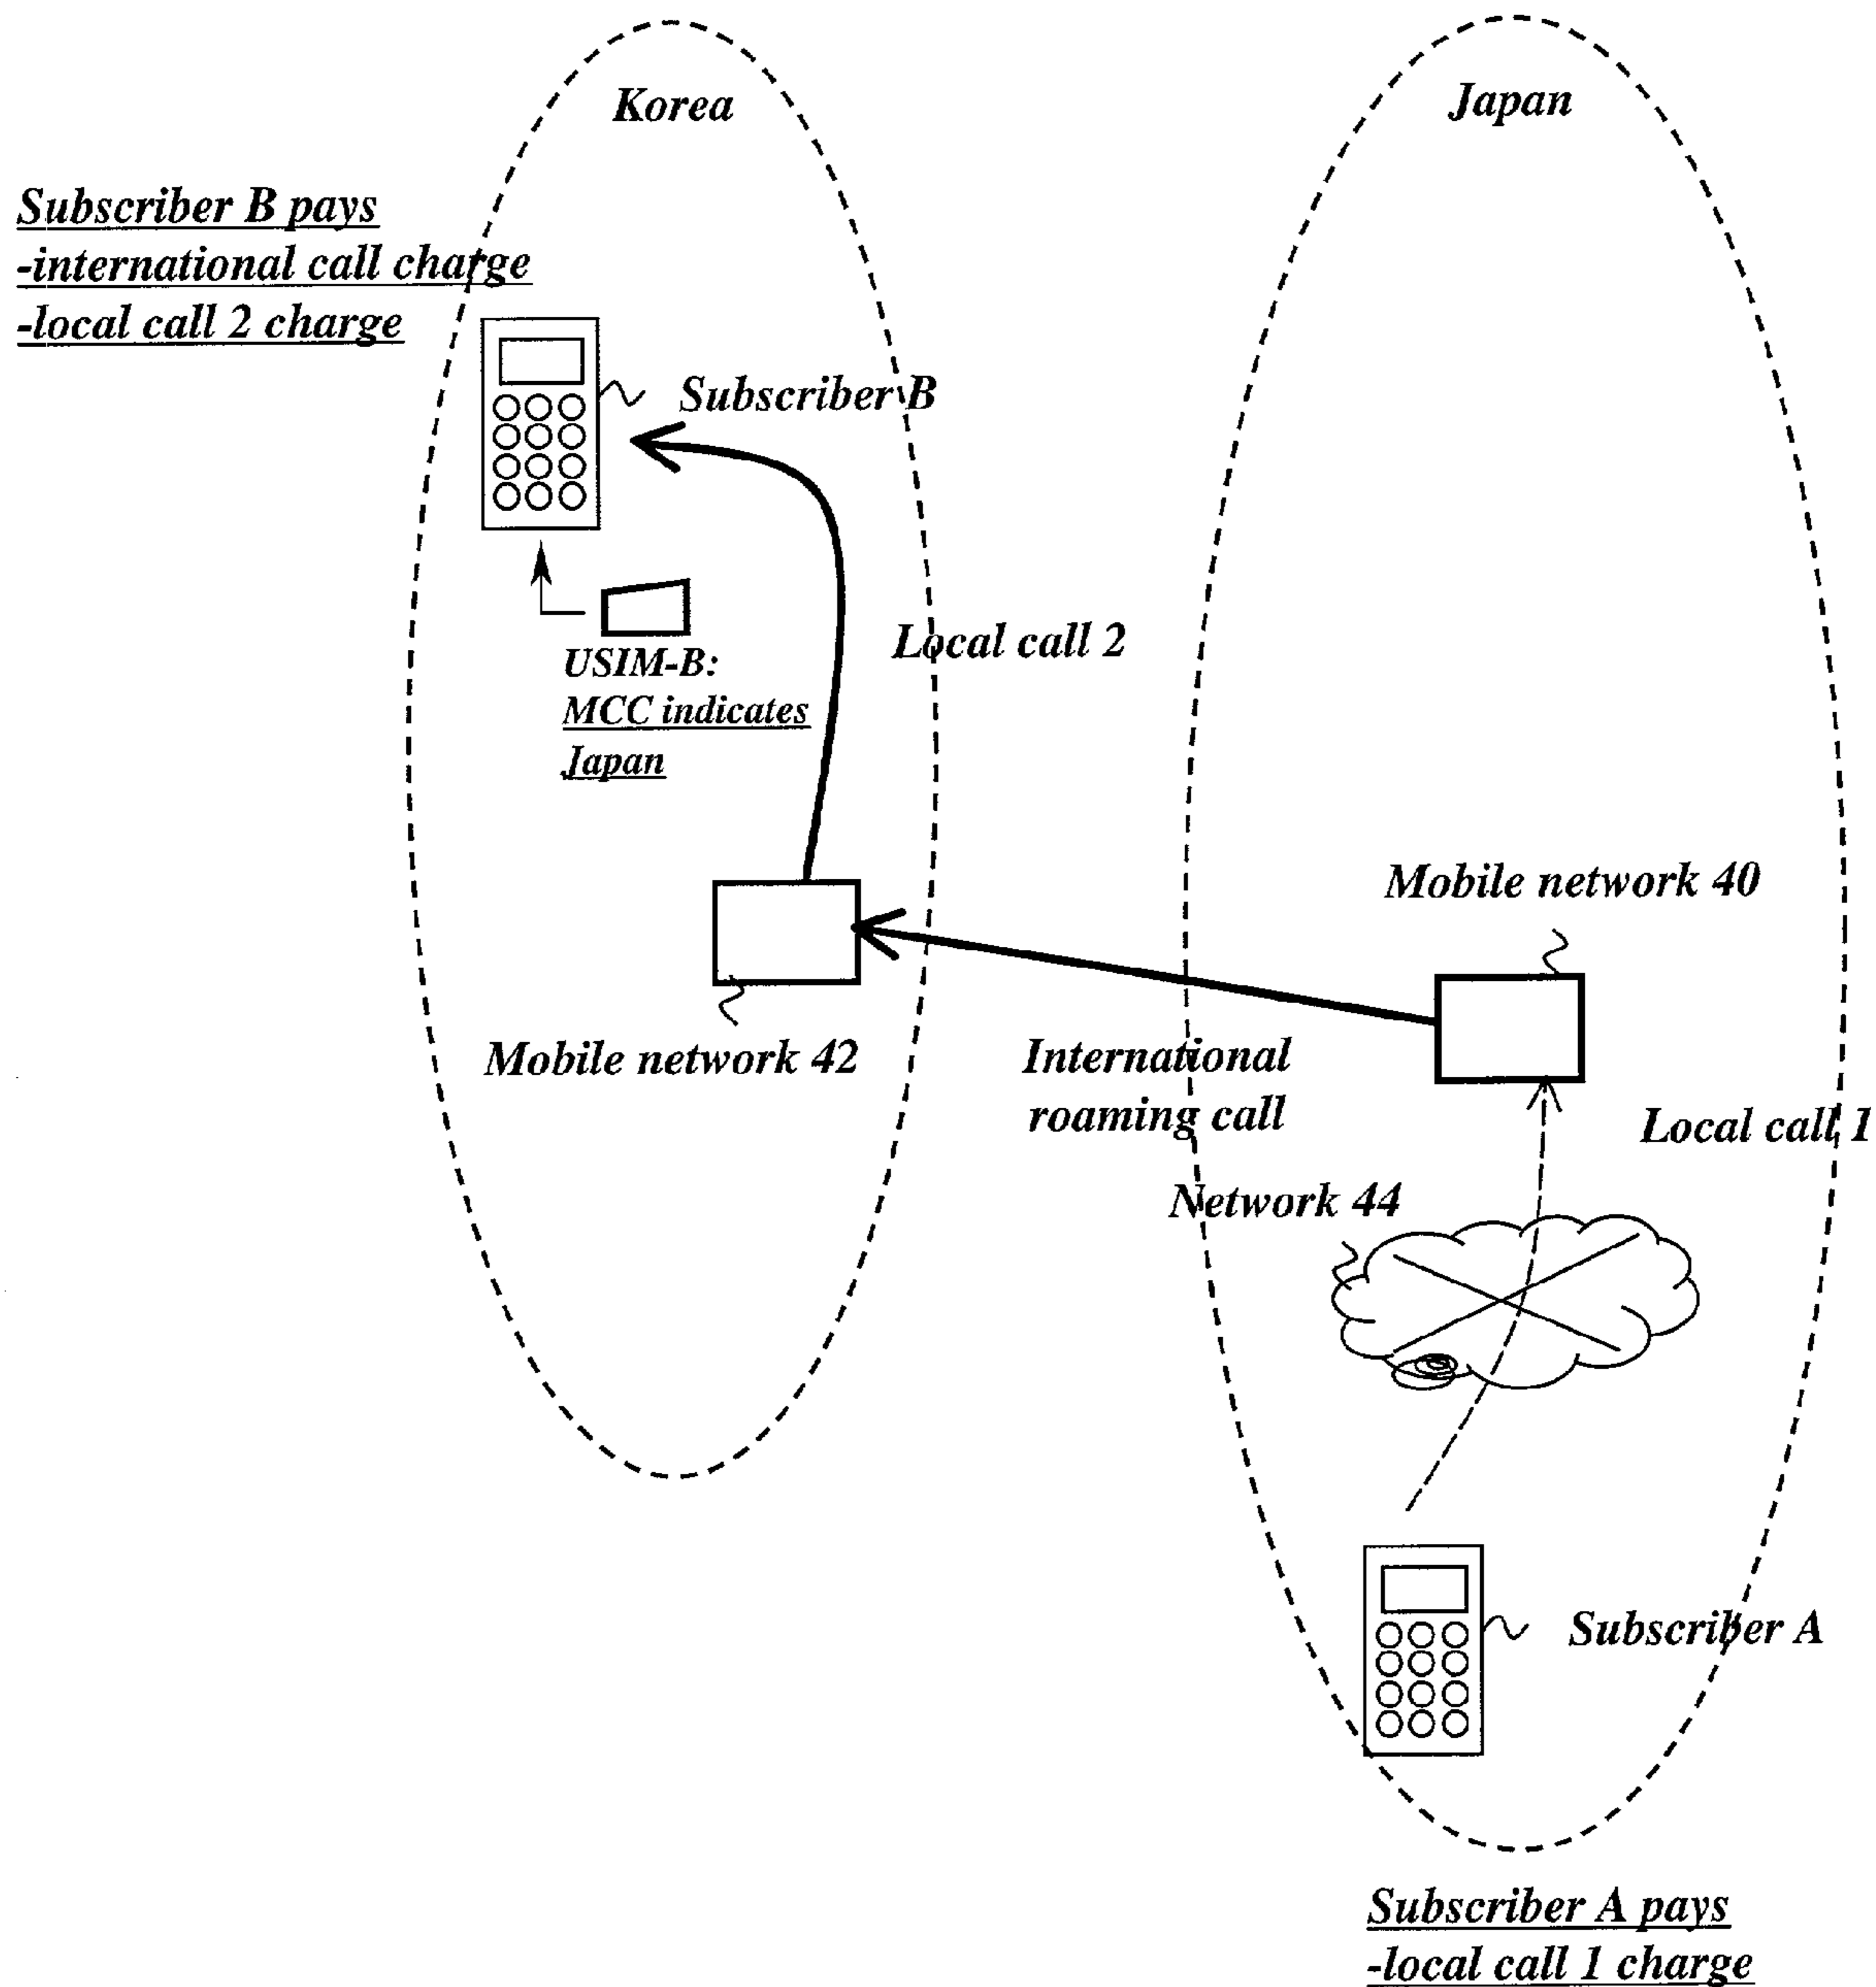 Korea
Japan
Subscriber B pays
-international call charge
-local call 2 charge
Subscriber B
Local call 2
USIM-B:
MCC indicates
Japan
Mobile network 40
Mobile network 42
International
roaming call
Local call 1
Network 44
Subscriber A
Subscriber A pays
-local call 1 charge